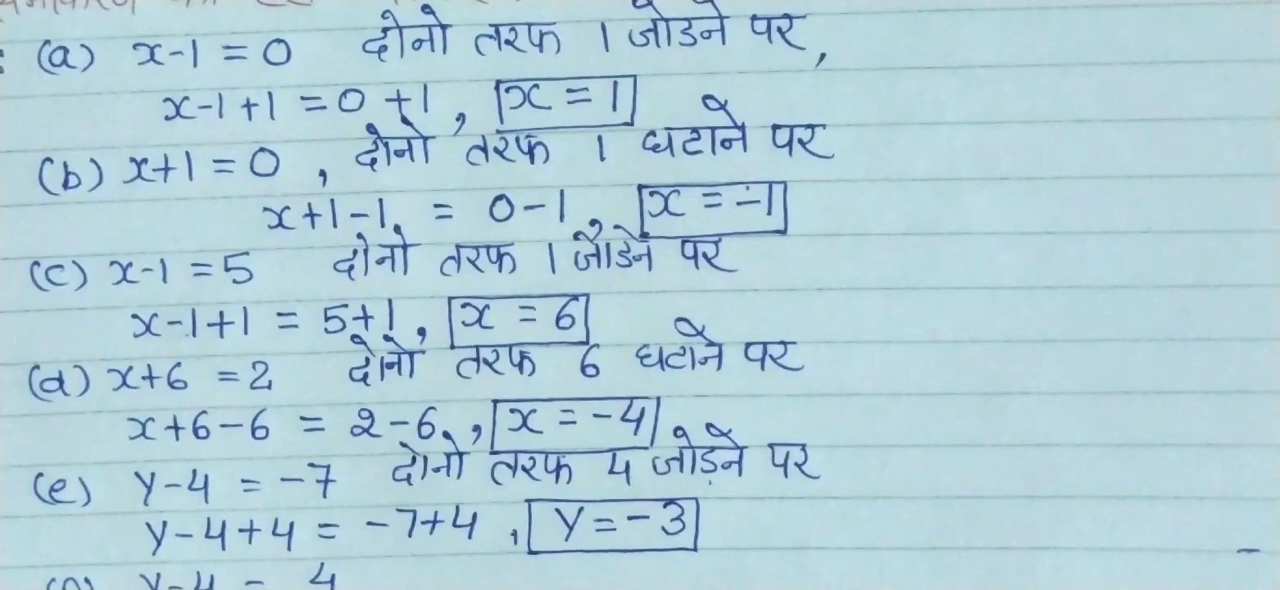 (a) x-1 = 0 दोनो तरफ 1 जोडने पर,
x-1+1 = 0+1, x = 1
(b) x+1 = 0, दोनो तरफ 1 घटाने पर
x+1-1 = 0-1, x = -1
(c) x-1 = 5 दोनो तरफ 1 जोडने पर
x-1+1 = 5+1, x = 6
(d) x+6 = 2 दोनो तरफ 6 घटाने पर
x+6-6 = 2-6, x = -4
(e) y-4 = -7 दोनो तरफ 4 जोड़ने पर
y-4+4 = -7+4, y = -3
y-4 = 4